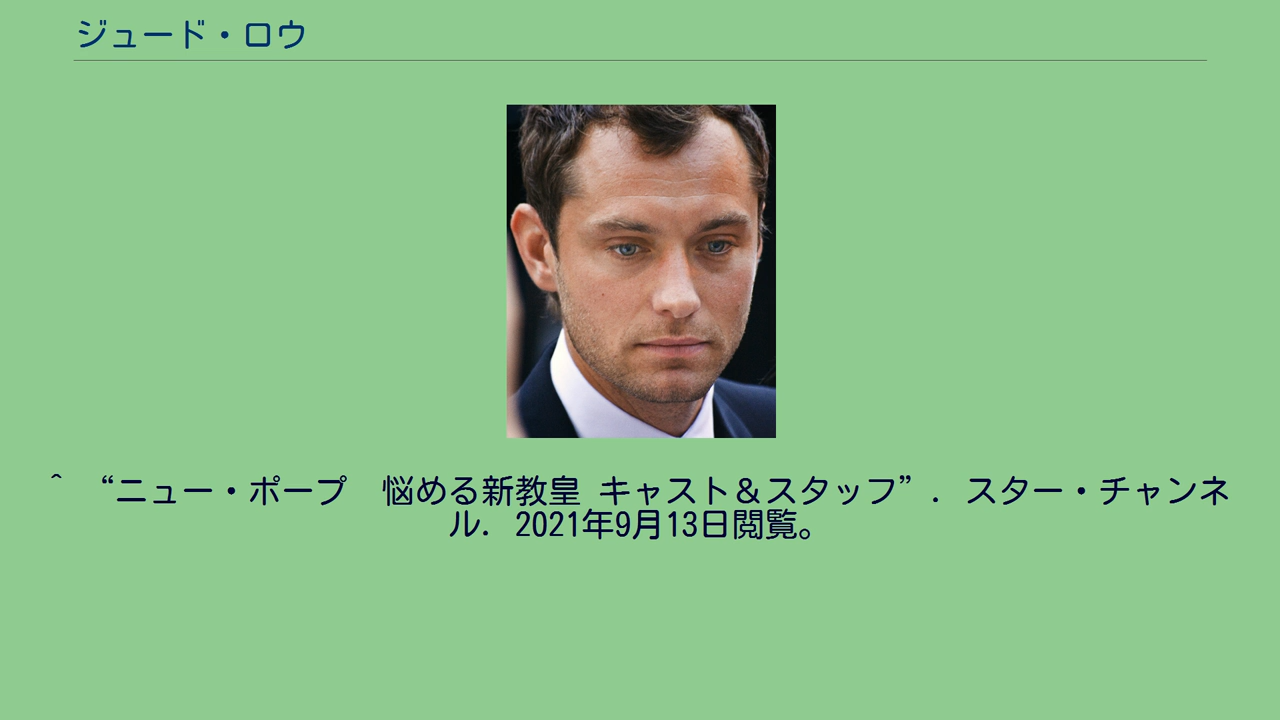 ジュード・ロウ
^ “ニュー・ポープ　悩める新教皇 キャスト＆スタッフ”. スター・チャンネ
ル. 2021年9月13日閲覧。